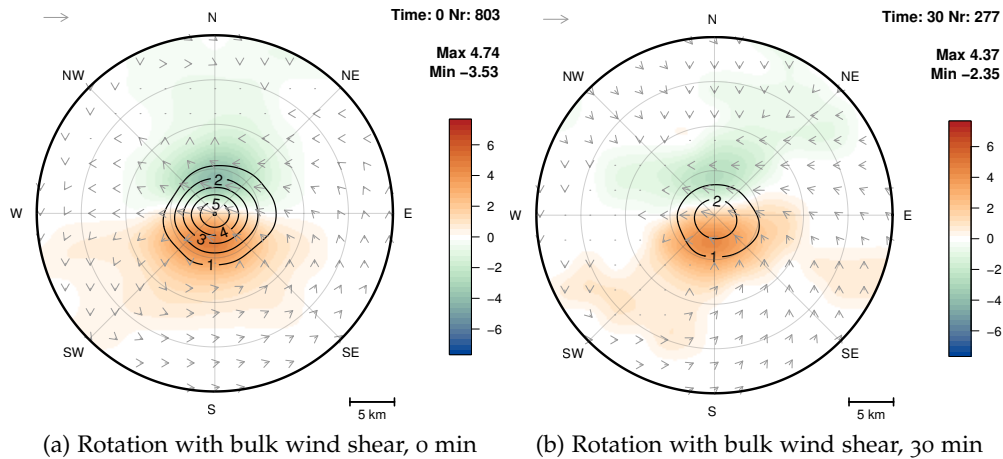 Time: 0 Nr: 803
Max 4.74
Min −3.53
N
NE
E
SE
S
SW
W
NW
2
5
3
4
1
6
4
2
0
−2
−4
−6
5 km
(a) Rotation with bulk wind shear, 0 min
Time: 30 Nr: 277
Max 4.37
Min −2.35
N
NE
E
SE
S
SW
W
NW
2
1
6
4
2
0
−2
−4
−6
5 km
(b) Rotation with bulk wind shear, 30 min